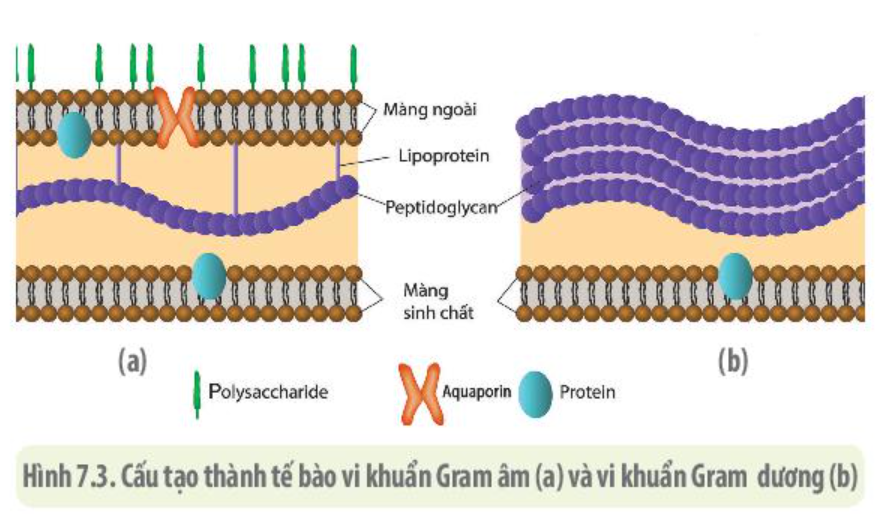 Màng ngoài
Lipoprotein
Peptidoglycan
Màng
sinh chất
(a)
(b)
Polysaccharide
Aquaporin
Protein
Hình 7.3. Cấu tạo thành tế bào vi khuẩn Gram âm (a) và vi khuẩn Gram dương (b)